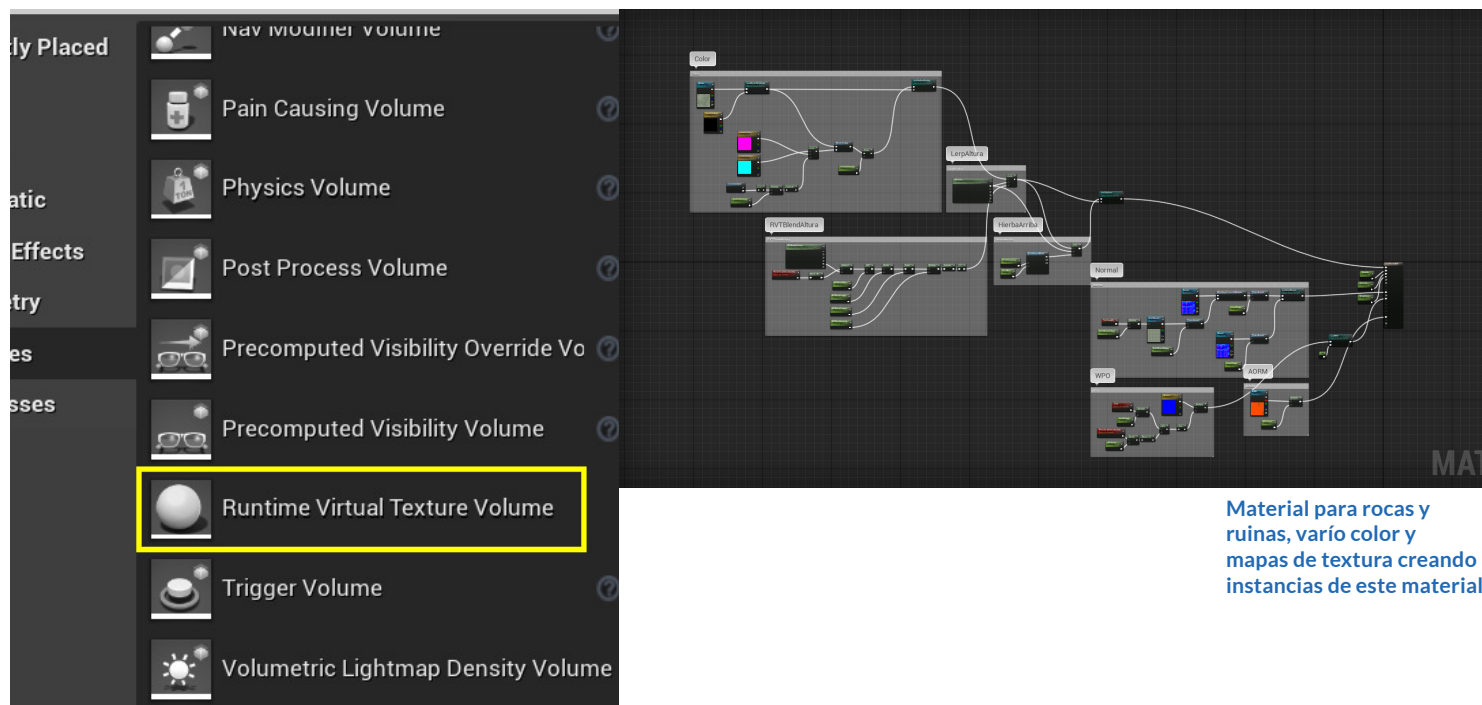 tly Placed
atic
Effects
etry
es
sses
Nav Modifier Volume
Pain Causing Volume
Physics Volume
Post Process Volume
Precomputed Visibility Override Vo
Precomputed Visibility Volume
Runtime Virtual Texture Volume
Trigger Volume
Volumetric Lightmap Density Volume
Color
LerpAltura
RVTBlendAltura
HierbaArriba
Normal
WPO
AORM
MAT
Material para rocas y
ruinas, varío color y
mapas de textura creando
instancias de este material